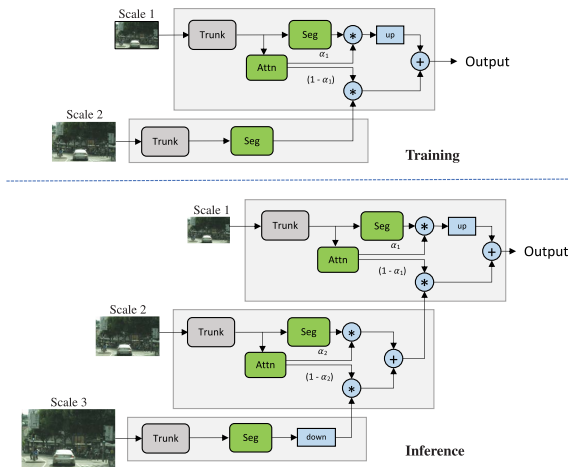 Scale 1
Trunk
Seg
*
up
α₁
Attn
(1 - α₁)
+
Output
*
Scale 2
Trunk
Seg
Training
Scale 1
Trunk
Seg
*
up
α₁
Attn
(1 - α₁)
+
Output
*
Scale 2
Trunk
Seg
*
α₂
Attn
(1 - α₂)
+
*
Scale 3
Trunk
Seg
down
Inference